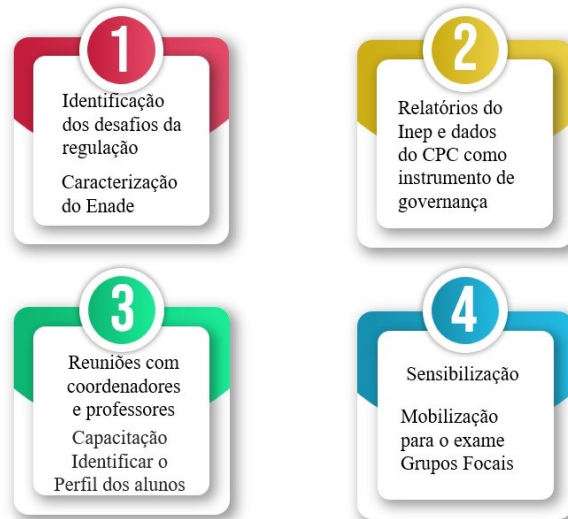 1
Identificação
dos desafios da
regulação
Caracterização
do Enade
2
Relatórios do
Inep e dados
do CPC como
instrumento de
governança
3
Reuniões com
coordenadores
e professores
Capacitação
Identificar o
Perfil dos alunos
4
Sensibilização
Mobilização
para o exame
Grupos Focais